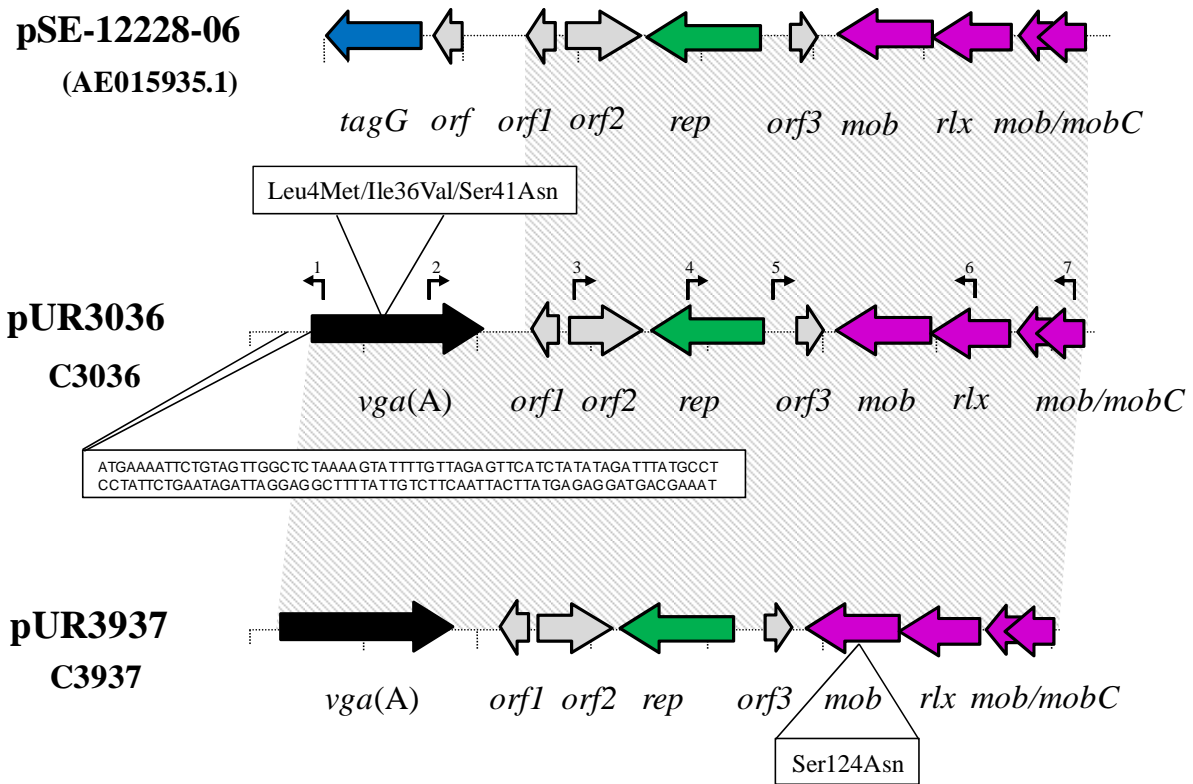 pSE-12228-06
(AE015935.1)
tagG orf orf1 orf2 rep orf3 mob rlx mob/mobC
Leu4Met/Ile36Val/Ser41Asn
1 2 3 4 5 6 7
pUR3036
C3036
vga(A) orf1 orf2 rep orf3 mob rlx mob/mobC
ATGAAAATTCTGTAGTTGGCTCTAAAAGTATTTTGTTAGAGTTCATCTATATAGATTTATGCCT
CCTATTCTGAATAGATTAGGAGGCTTTTATTGTCTTCAATTACTTATGAGAGGATGACGAAAT
pUR3937
C3937
vga(A) orf1 orf2 rep orf3 mob rlx mob/mobC
Ser124Asn